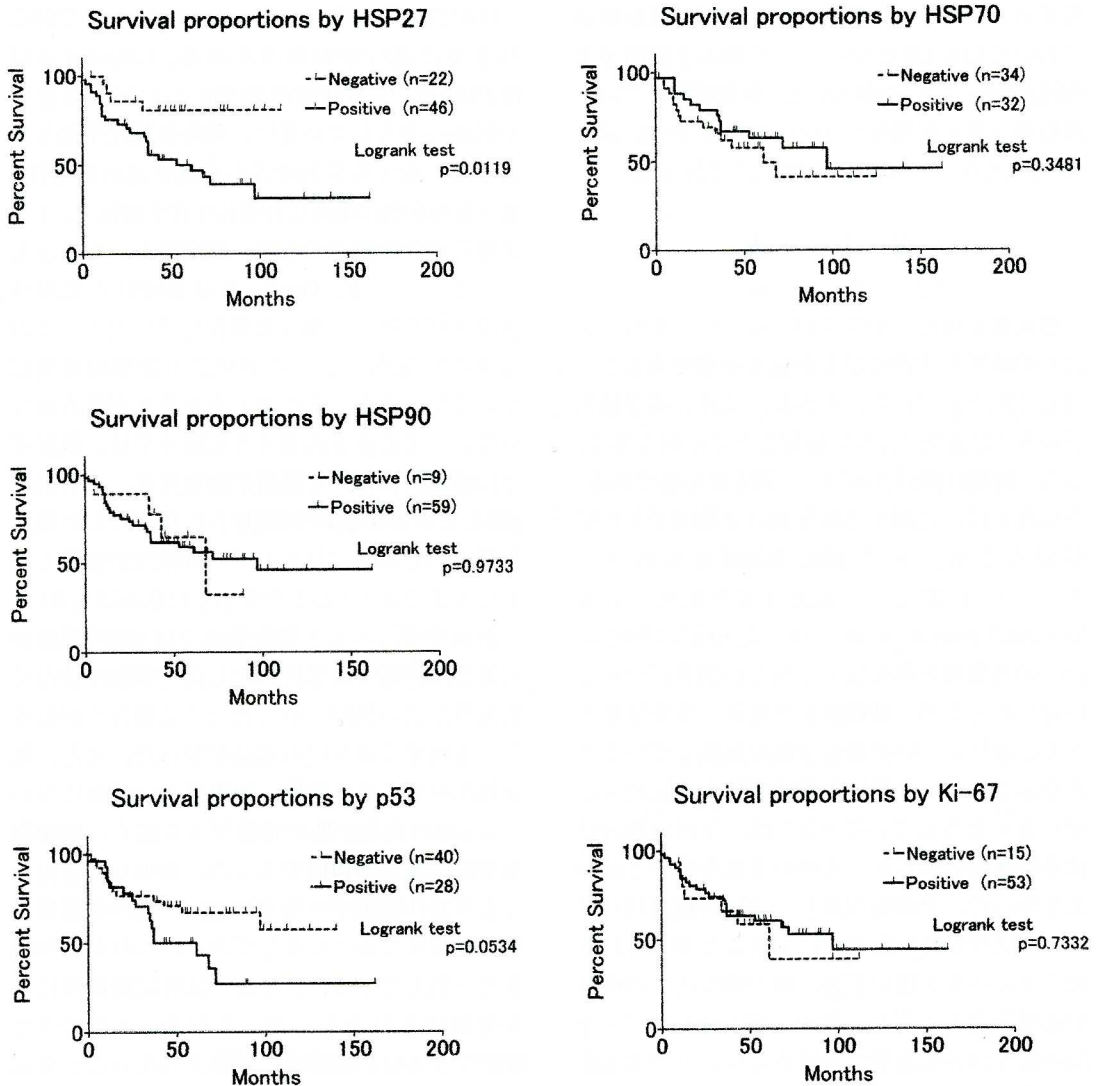 Survival proportions by HSP27
Percent Survival
100
50
0
0 50 100 150 200
Months
Negative (n=22)
Positive (n=46)
Logrank test
p=0.0119
Survival proportions by HSP70
Percent Survival
100
50
0
0 50 100 150 200
Months
Negative (n=34)
Positive (n=32)
Logrank test
p=0.3481
Survival proportions by HSP90
Percent Survival
100
50
0
0 50 100 150 200
Months
Negative (n=9)
Positive (n=59)
Logrank test
p=0.9733
Survival proportions by p53
Percent Survival
100
50
0
0 50 100 150 200
Months
Negative (n=40)
Positive (n=28)
Logrank test
p=0.0534
Survival proportions by Ki-67
Percent Survival
100
50
0
0 50 100 150 200
Months
Negative (n=15)
Positive (n=53)
Logrank test
p=0.7332